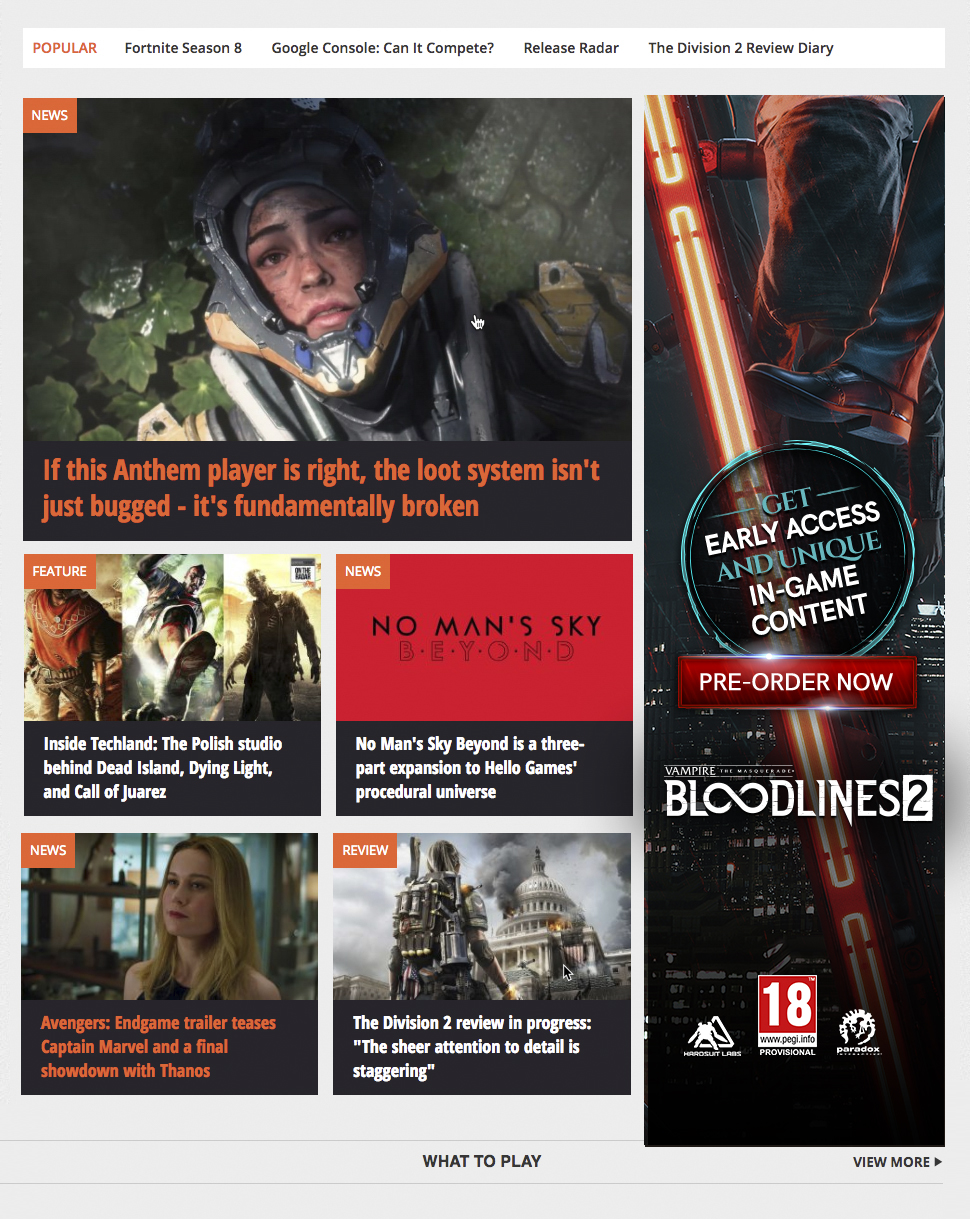 POPULAR Fortnite Season 8 Google Console: Can It Compete? Release Radar The Division 2 Review Diary
NEWS
If this Anthem player is right, the loot system isn't
just bugged - it's fundamentally broken
FEATURE
ON THE
RADAR
Inside Techland: The Polish studio
behind Dead Island, Dying Light,
and Call of Juarez
NEWS
NO MAN'S SKY
B·E·Y·O·N·D
No Man's Sky Beyond is a three-
part expansion to Hello Games'
procedural universe
NEWS
Avengers: Endgame trailer teases
Captain Marvel and a final
showdown with Thanos
REVIEW
The Division 2 review in progress:
"The sheer attention to detail is
staggering"
GET
EARLY ACCESS
AND UNIQUE
IN-GAME
CONTENT
PRE-ORDER NOW
VAMPIRE THE MASQUERADE
BLOODLINES 2
HARDSUIT LABS
18
TM
www.pegi.info
PROVISIONAL
paradox
INTERACTIVE
WHAT TO PLAY
VIEW MORE